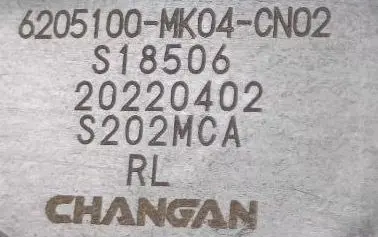 6205100-MK04-CN02
S18506
20220402
S202MCA
RL
CHANGAN